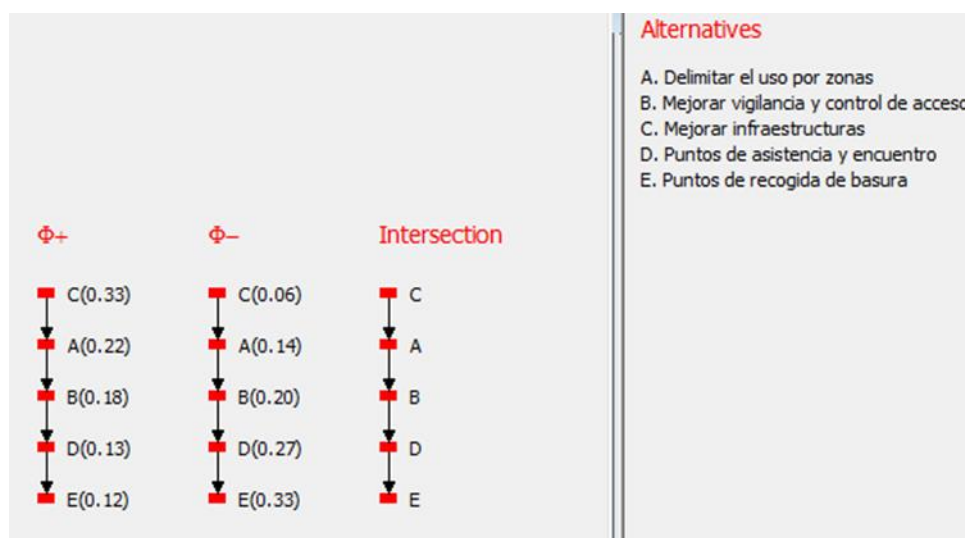 Alternatives
A. Delimitar el uso por zonas
B. Mejorar vigilancia y control de acceso
C. Mejorar infraestructuras
D. Puntos de asistencia y encuentro
E. Puntos de recogida de basura
Φ+ Φ− Intersection
C(0.33) C(0.06) C
A(0.22) A(0.14) A
B(0.18) B(0.20) B
D(0.13) D(0.27) D
E(0.12) E(0.33) E